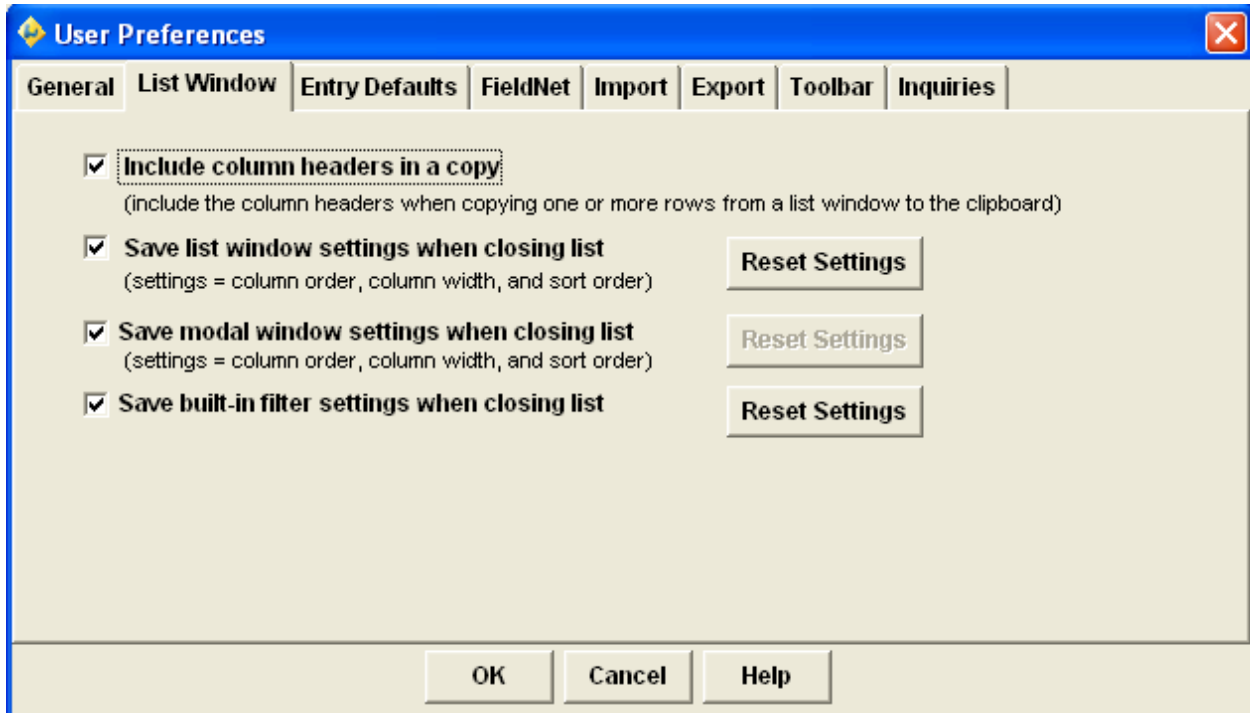 User Preferences
General List Window Entry Defaults FieldNet Import Export Toolbar Inquiries
Include column headers in a copy
(include the column headers when copying one or more rows from a list window to the clipboard)
Save list window settings when closing list Reset Settings
(settings = column order, column width, and sort order)
Save modal window settings when closing list Reset Settings
(settings = column order, column width, and sort order)
Save built-in filter settings when closing list Reset Settings
OK Cancel Help